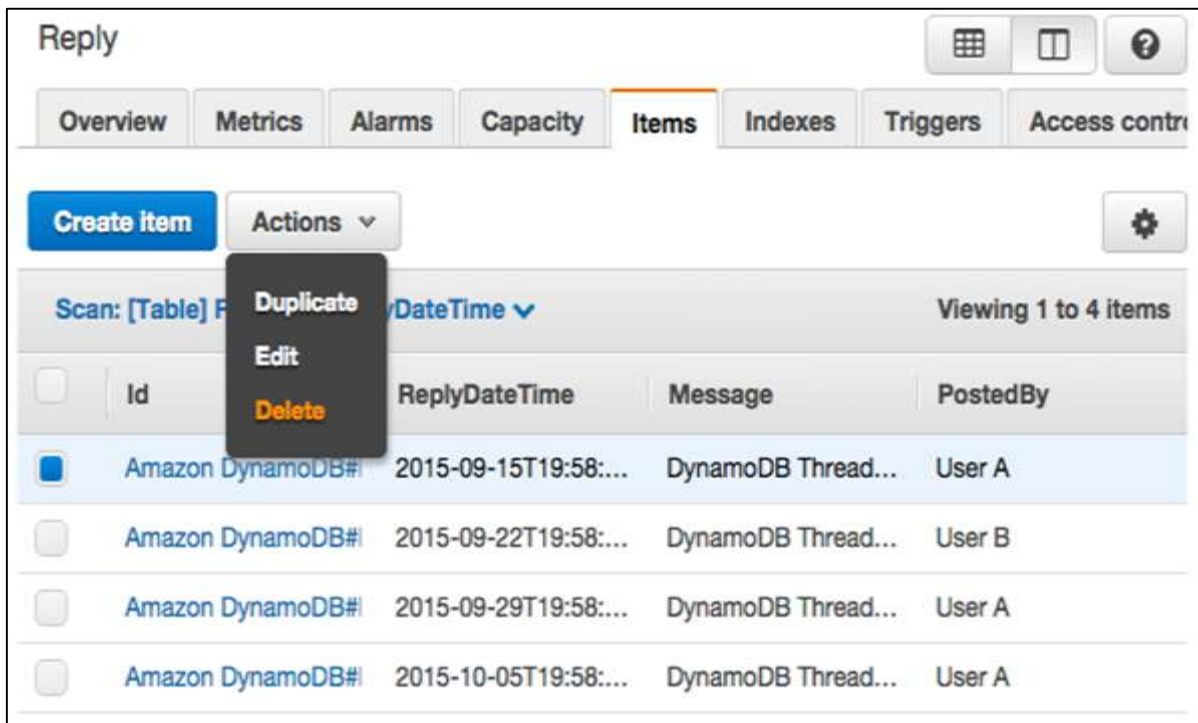 Reply
Overview Metrics Alarms Capacity Items Indexes Triggers Access contr
Create item Actions
Duplicate
Edit
Delete
Scan: [Table] yDateTime Viewing 1 to 4 items
Id ReplyDateTime Message PostedBy
Amazon DynamoDB# 2015-09-15T19:58:... DynamoDB Thread... User A
Amazon DynamoDB# 2015-09-22T19:58:... DynamoDB Thread... User B
Amazon DynamoDB# 2015-09-29T19:58:... DynamoDB Thread... User A
Amazon DynamoDB# 2015-10-05T19:58:... DynamoDB Thread... User A